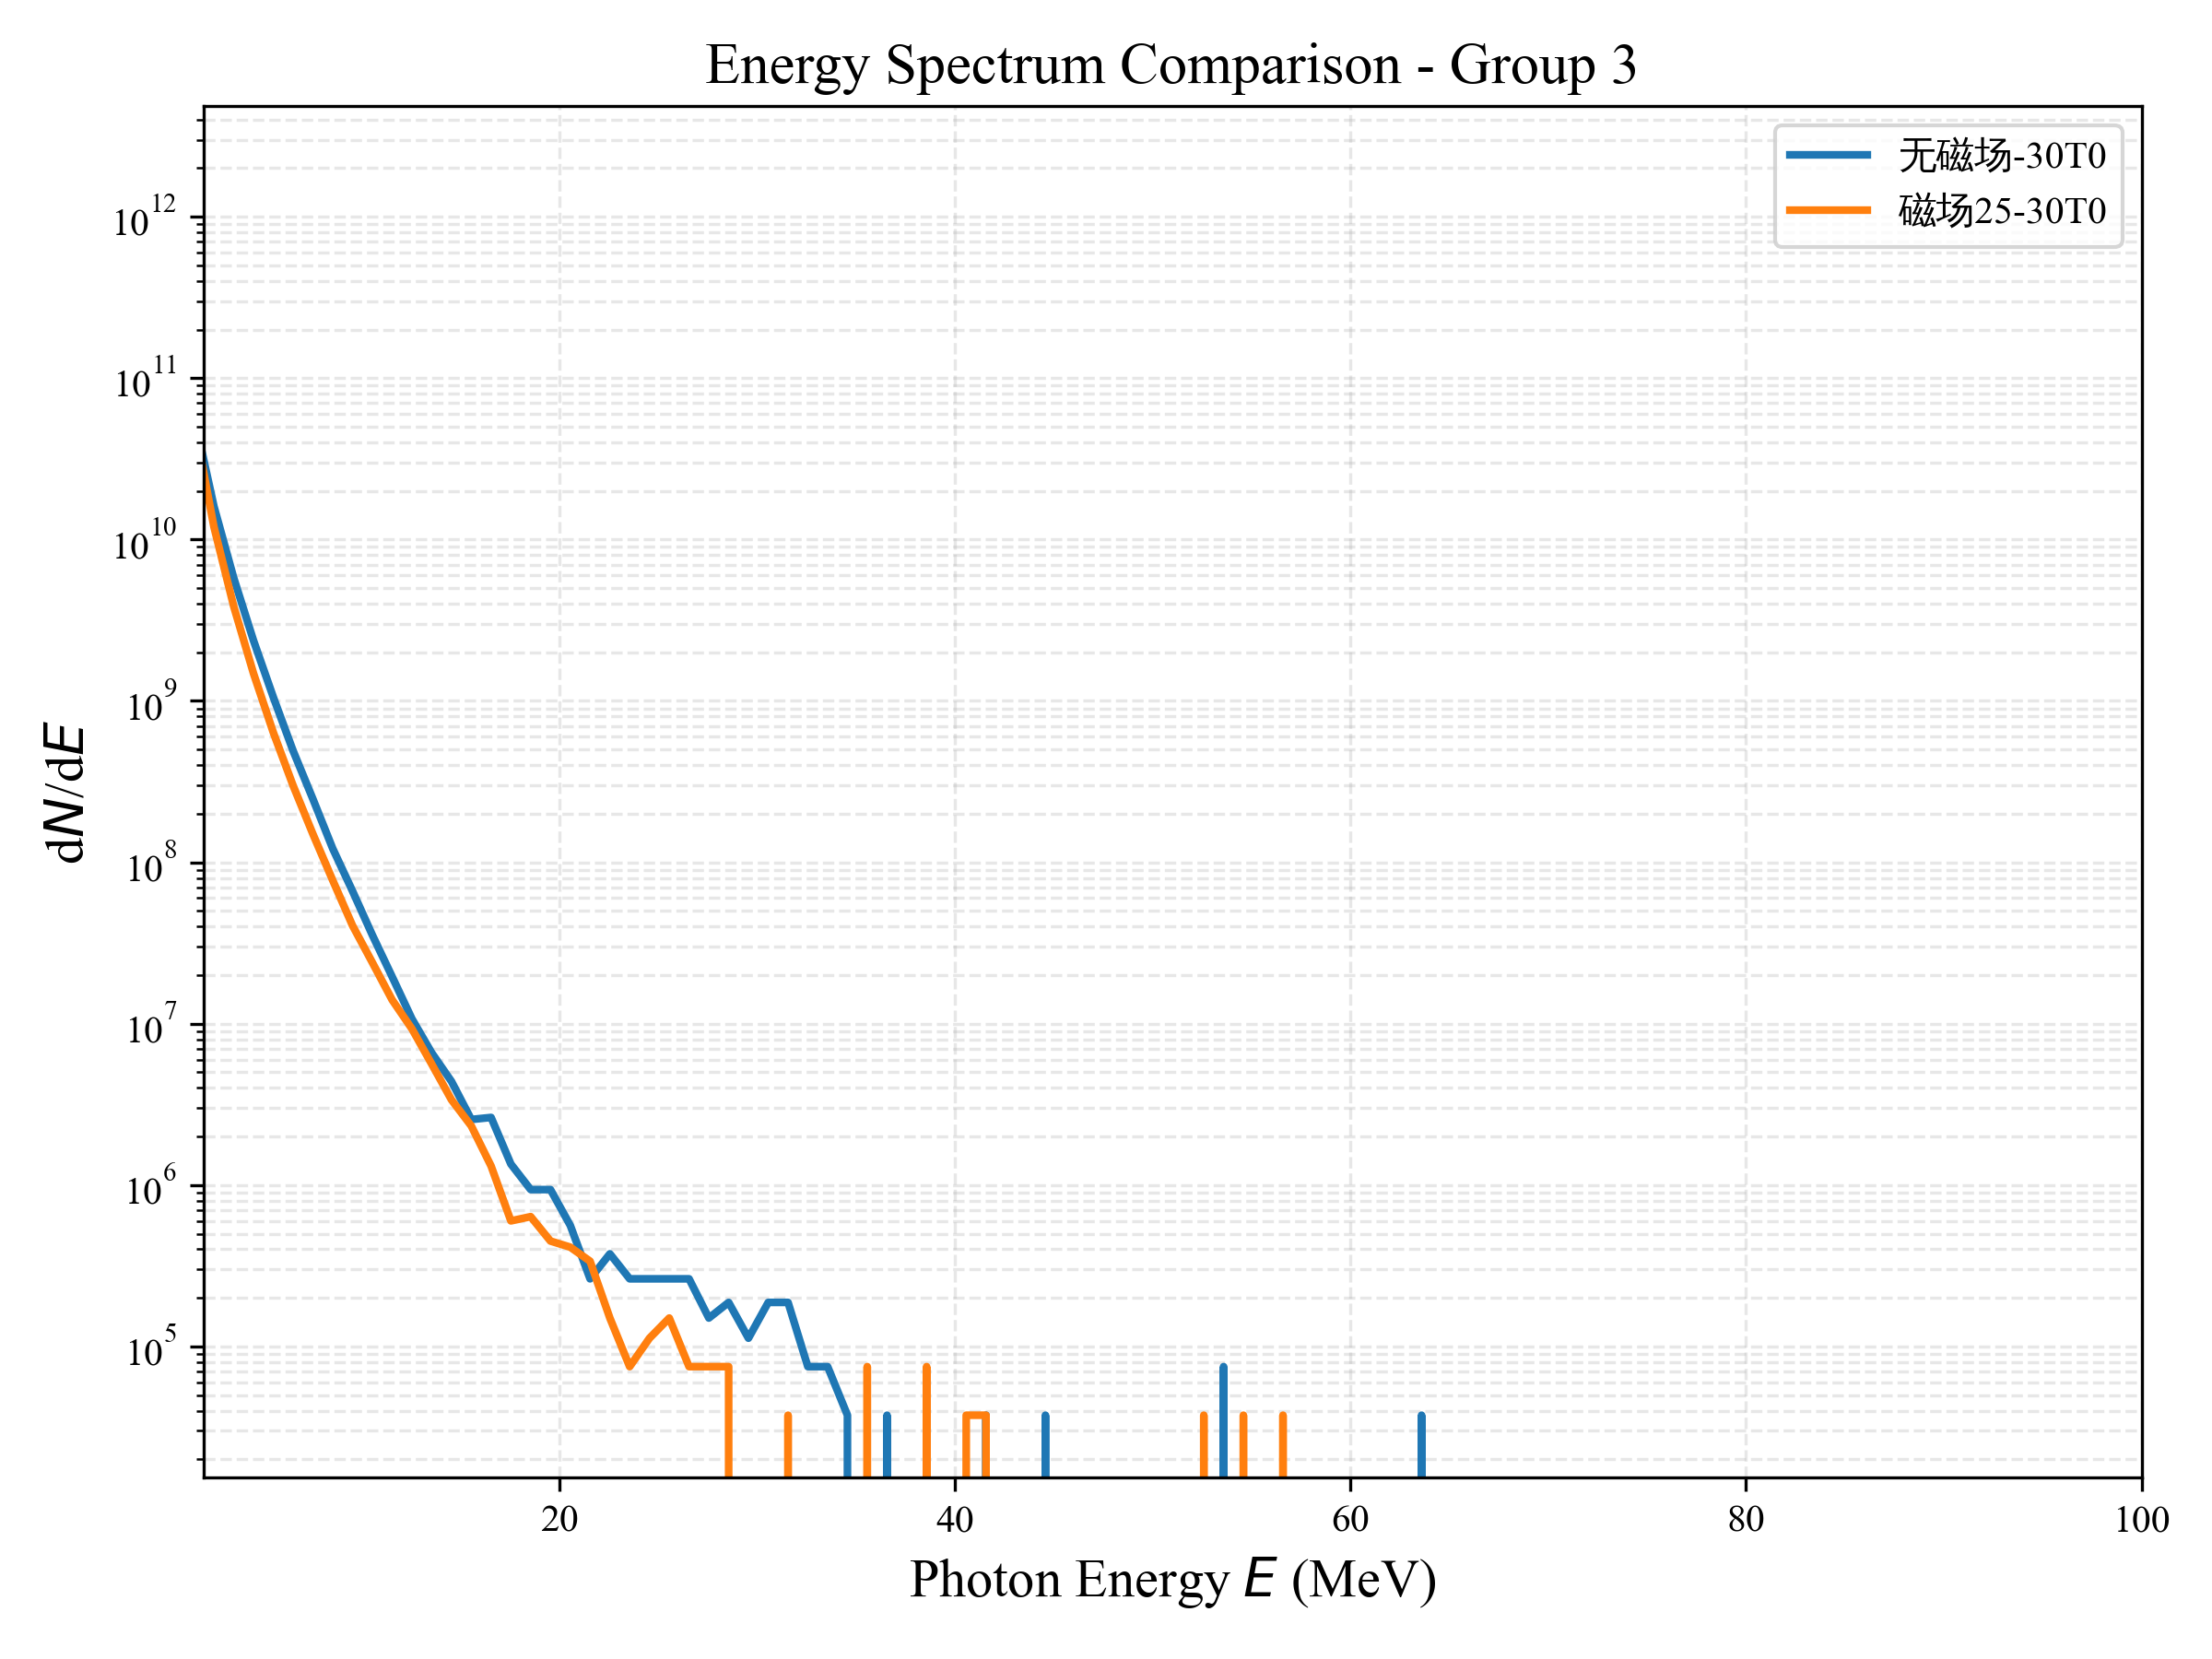 Energy Spectrum Comparison - Group 3
无磁场-30T0
磁场25-30T0
10^12
10^11
10^10
10^9
10^8
10^7
10^6
10^5
dN/dE
20 40 60 80 100
Photon Energy E (MeV)